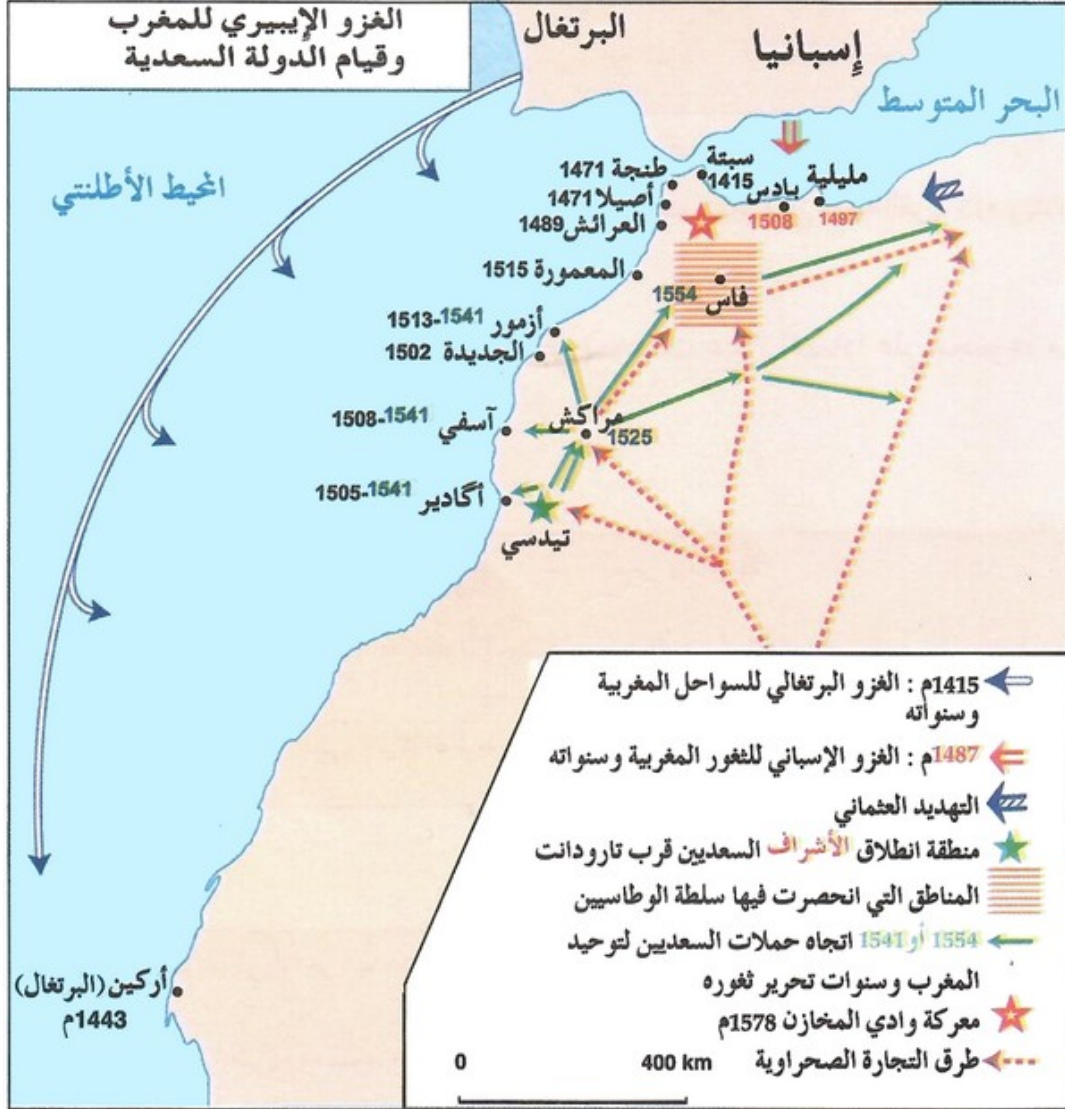 الغزو الإيبيري للمغرب
وقيام الدولة السعدية
البرتغال
إسبانيا
البحر المتوسط
المحيط الأطلنتي
سبتة
1415
طنجة 1471
أصيلا 1471
العرائش 1489
بادس
1508
مليلية
1497
المعمورة 1515
فاس
1554
أزمور 1541-1513
الجديدة 1502
مراكش
1525
آسفي 1541-1508
أڭادير 1541-1505
تيدسي
أركين (البرتغال)
1443م
1415م : الغزو البرتغالي للسواحل المغربية
وسنواته
1487م : الغزو الإسباني للثغور المغربية وسنواته
التهديد العثماني
منطقة انطلاق الأشراف السعديين قرب تارودانت
المناطق التي انحصرت فيها سلطة الوطاسيين
1554 أو 1541 اتجاه حملات السعديين لتوحيد
المغرب وسنوات تحرير ثغوره
معركة وادي المخازن 1578م
طرق التجارة الصحراوية
0 400 km